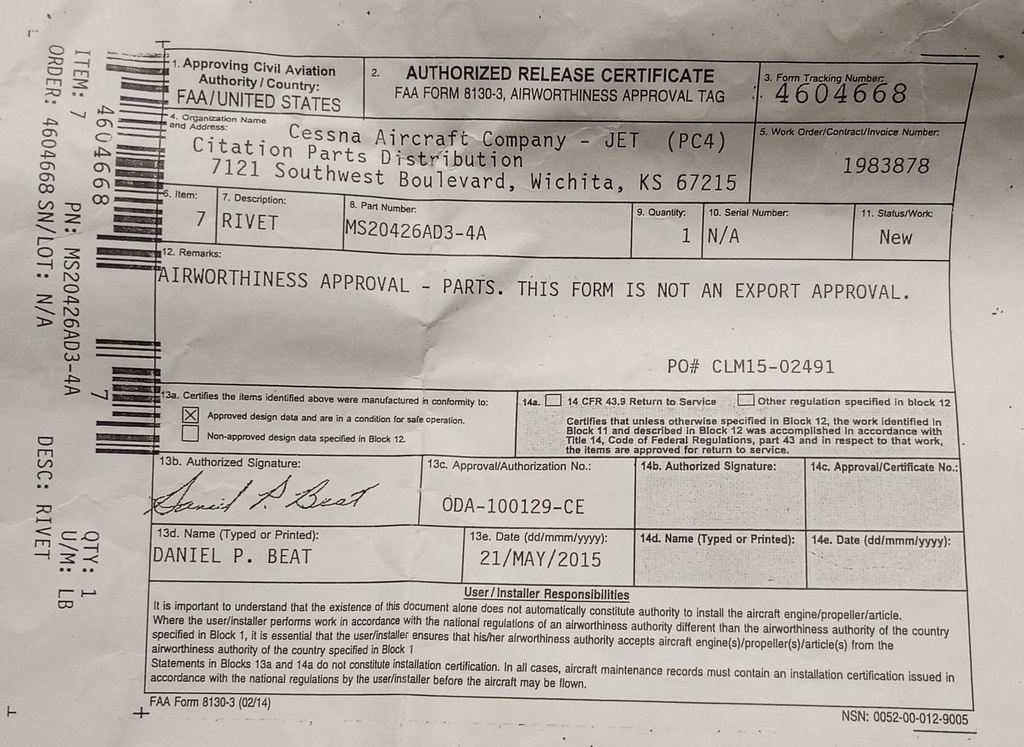 1. Approving Civil Aviation
Authority / Country:
FAA/UNITED STATES
2.
AUTHORIZED RELEASE CERTIFICATE
FAA FORM 8130-3, AIRWORTHINESS APPROVAL TAG
3. Form Tracking Number:
4604668
4. Organization Name
and Address:
Cessna Aircraft Company - JET (PC4)
Citation Parts Distribution
7121 Southwest Boulevard, Wichita, KS 67215
5. Work Order/Contract/Invoice Number:
1983878
6. Item:
7
7. Description:
RIVET
8. Part Number:
MS20426AD3-4A
9. Quantity:
1
10. Serial Number:
N/A
11. Status/Work:
New
12. Remarks:
AIRWORTHINESS APPROVAL - PARTS. THIS FORM IS NOT AN EXPORT APPROVAL.
PO# CLM15-02491
13a. Certifies the items identified above were manufactured in conformity to:
Approved design data and are in a condition for safe operation.
Non-approved design data specified in Block 12.
14a. 14 CFR 43.9 Return to Service Other regulation specified in block 12
Certifies that unless otherwise specified in Block 12, the work identified in
Block 11 and described in Block 12 was accomplished in accordance with
Title 14, Code of Federal Regulations, part 43 and in respect to that work,
the items are approved for return to service.
13b. Authorized Signature:
Daniel P. Beat
13c. Approval/Authorization No.:
ODA-100129-CE
14b. Authorized Signature:
14c. Approval/Certificate No.:
13d. Name (Typed or Printed):
DANIEL P. BEAT
13e. Date (dd/mmm/yyyy):
21/MAY/2015
14d. Name (Typed or Printed):
14e. Date (dd/mmm/yyyy):
User/Installer Responsibilities
It is important to understand that the existence of this document alone does not automatically constitute authority to install the aircraft engine/propeller/article.
Where the user/installer performs work in accordance with the national regulations of an airworthiness authority different than the airworthiness authority of the country
specified in Block 1, it is essential that the user/installer ensures that his/her airworthiness authority accepts aircraft engine(s)/propeller(s)/article(s) from the
airworthiness authority of the country specified in Block 1
Statements in Blocks 13a and 14a do not constitute installation certification. In all cases, aircraft maintenance records must contain an installation certification issued in
accordance with the national regulations by the user/installer before the aircraft may be flown.
FAA Form 8130-3 (02/14)
NSN: 0052-00-012-9005
4604668
7
ITEM: 7 PN: MS20426AD3-4A QTY: 1
ORDER: 4604668 SN/LOT: N/A U/M: LB
DESC: RIVET